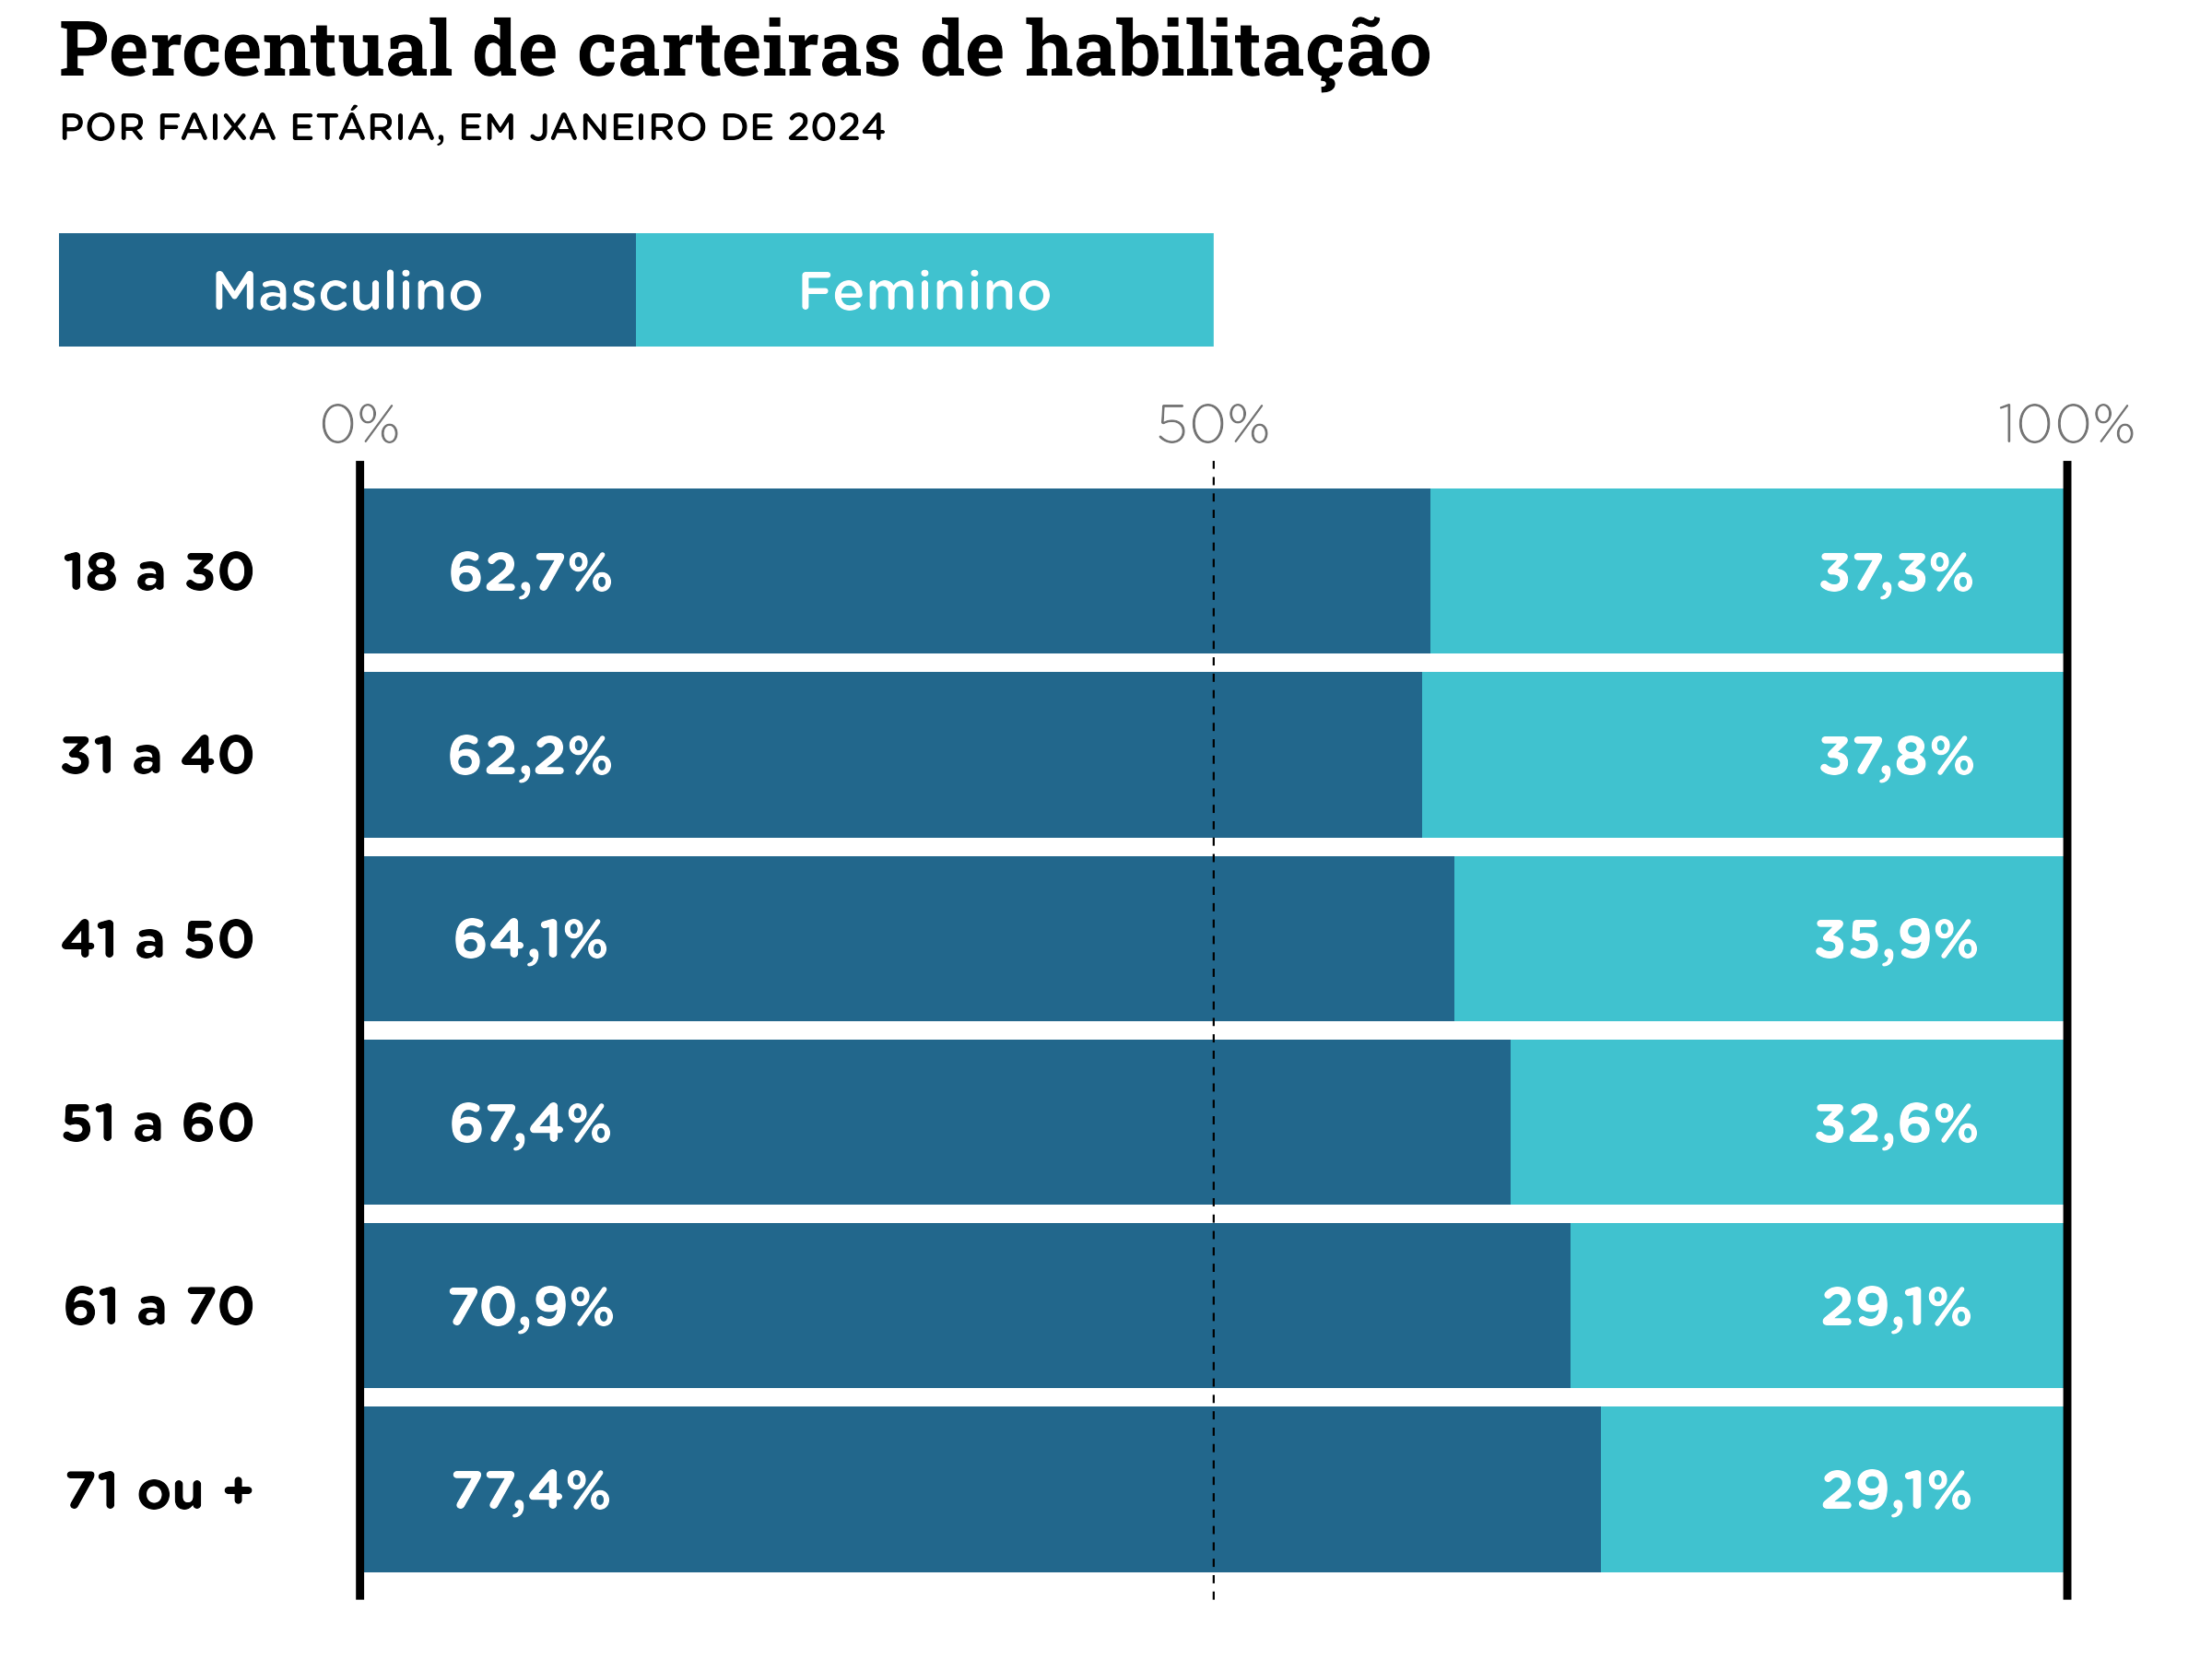 Percentual de carteiras de habilitação
POR FAIXA ETÁRIA, EM JANEIRO DE 2024
Masculino Feminino
0% 50% 100%
18 a 30 62,7% 37,3%
31 a 40 62,2% 37,8%
41 a 50 64,1% 35,9%
51 a 60 67,4% 32,6%
61 a 70 70,9% 29,1%
71 ou + 77,4% 29,1%